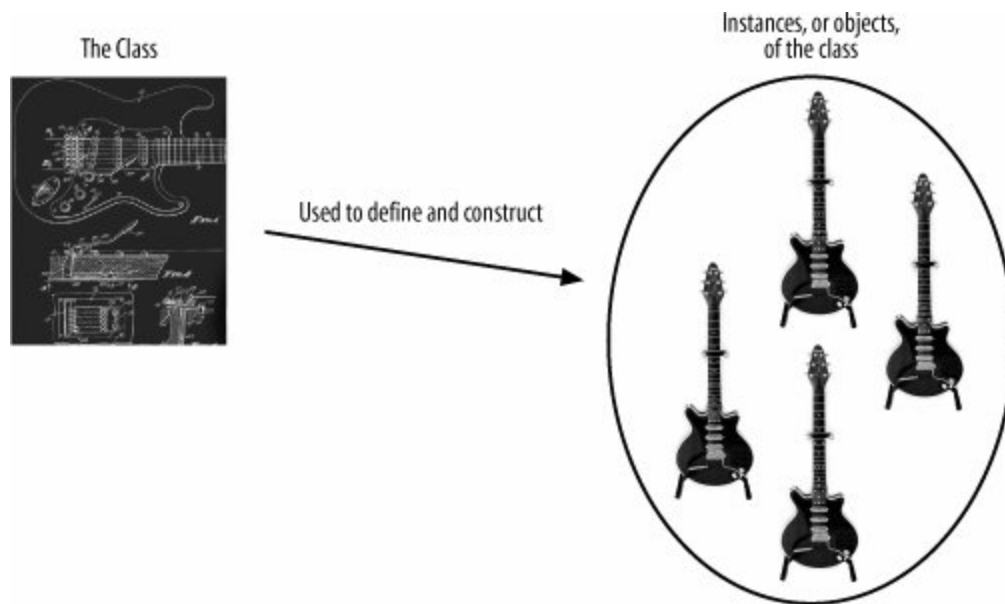 The Class
Instances, or objects,
of the class
Used to define and construct